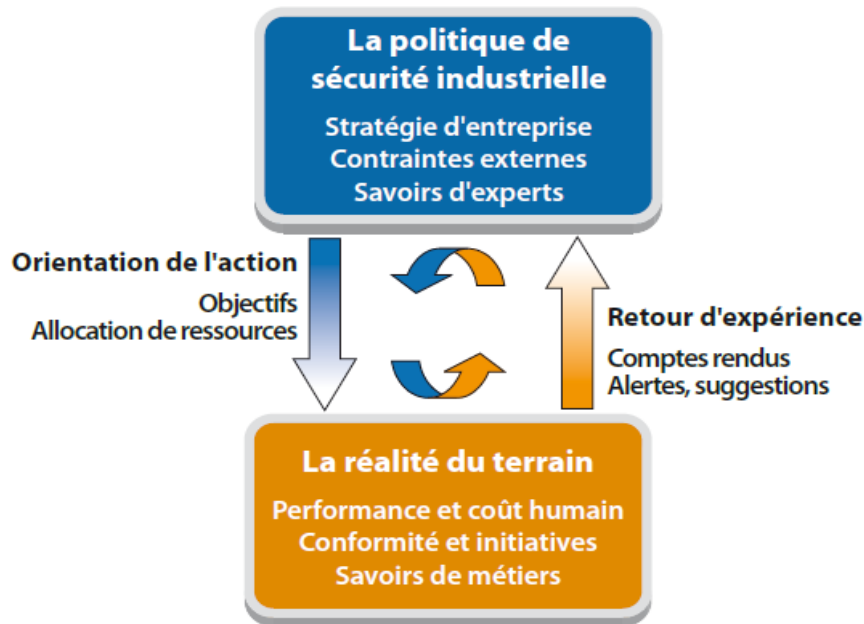 La politique de
sécurité industrielle
Stratégie d'entreprise
Contraintes externes
Savoirs d'experts
Orientation de l'action
Objectifs
Allocation de ressources
Retour d'expérience
Comptes rendus
Alertes, suggestions
La réalité du terrain
Performance et coût humain
Conformité et initiatives
Savoirs de métiers